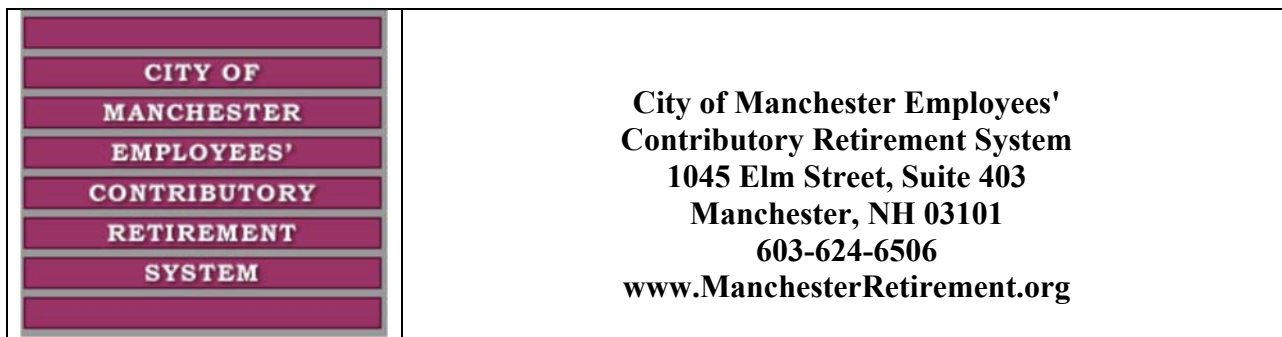 CITY OF
MANCHESTER
EMPLOYEES’
CONTRIBUTORY
RETIREMENT
SYSTEM
City of Manchester Employees'
Contributory Retirement System
1045 Elm Street, Suite 403
Manchester, NH 03101
603-624-6506
www.ManchesterRetirement.org